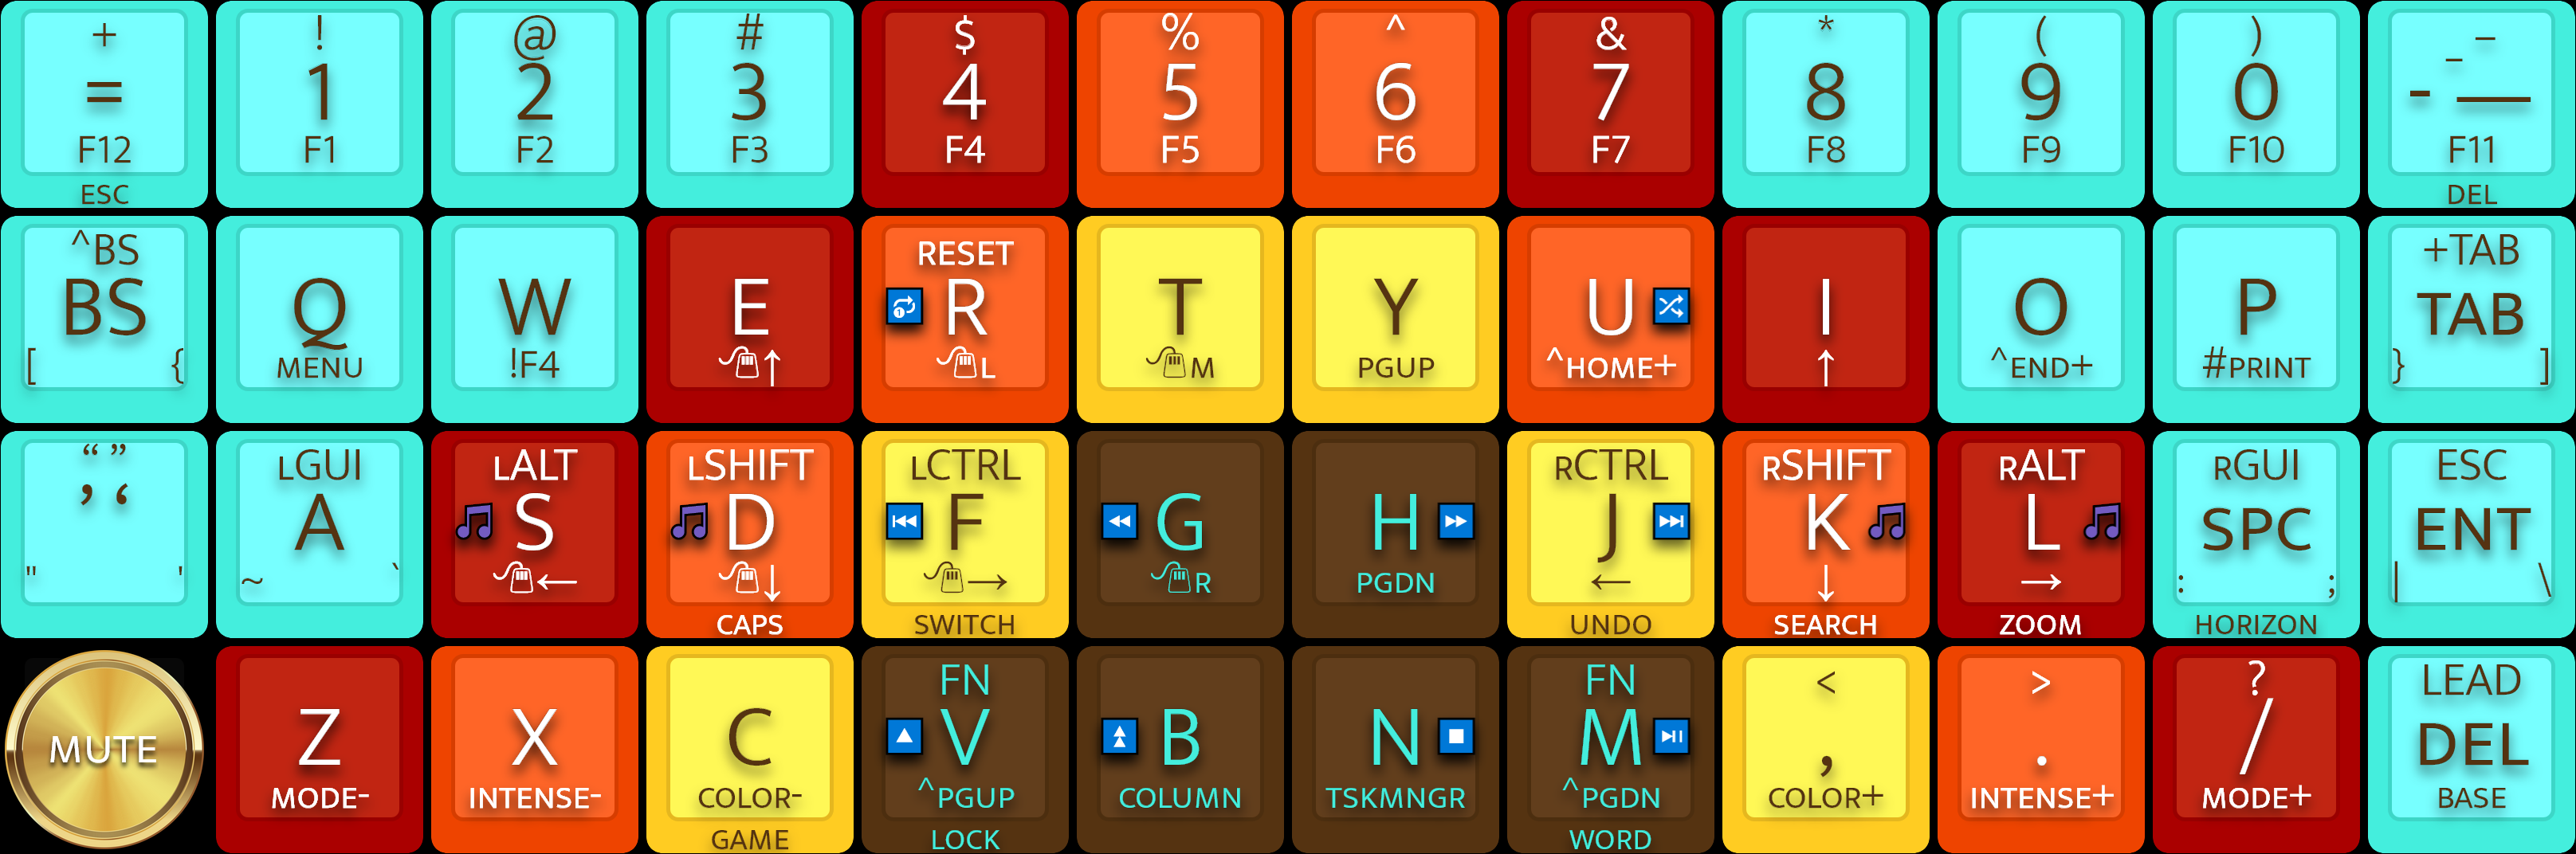 + ! @ # $ % ^ & * ( ) – _
= 1 2 3 4 5 6 7 8 9 0 - —
F12 F1 F2 F3 F4 F5 F6 F7 F8 F9 F10 F11
ESC DEL
^BS RESET +TAB
BS Q W E R T Y U I O P TAB
[ { MENU !F4 ↑ L M PGUP ^HOME+ ↑ ^END+ #PRINT } ]
“ ” LGUI LALT LSHIFT LCTRL RCTRL RSHIFT RALT RGUI ESC
’ ‘ A S D F G H J K L SPC ENT
" ' ~ ` ← ↓ → R PGDN ← ↓ → : ; | \
CAPS SWITCH UNDO SEARCH ZOOM HORIZON
FN FN < > ? LEAD
MUTE Z X C V B N M , . / DEL
MODE- INTENSE- COLOR- ^PGUP COLUMN TSKMNGR ^PGDN COLOR+ INTENSE+ MODE+ BASE
GAME LOCK WORD